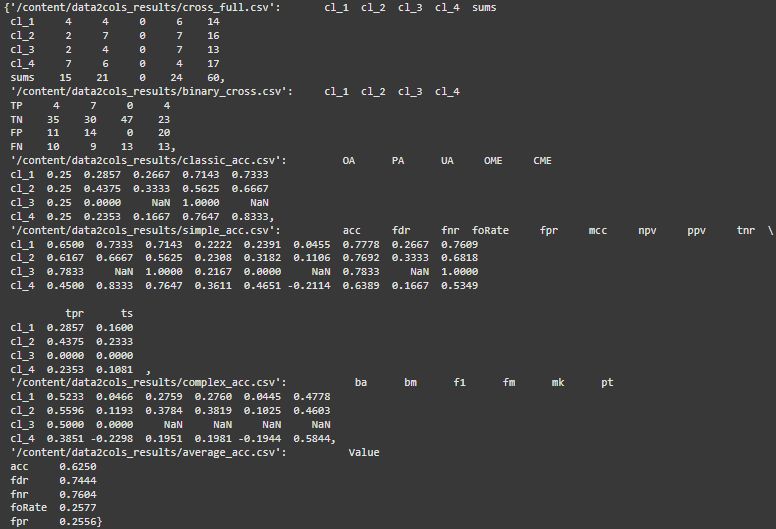 {'/content/data2cols_results/cross_full.csv':      cl_1  cl_2  cl_3  cl_4  sums
 cl_1     4     4     0     6    14
 cl_2     2     7     0     7    16
 cl_3     2     4     0     7    13
 cl_4     7     6     0     4    17
 sums    15    21     0    24    60,
 '/content/data2cols_results/binary_cross.csv':     cl_1  cl_2  cl_3  cl_4
 TP     4     7     0     4
 TN    35    30    47    23
 FP    11    14     0    20
 FN    10     9    13    13,
 '/content/data2cols_results/classic_acc.csv':         OA      PA      UA     OME     CME
 cl_1  0.25  0.2857  0.2667  0.7143  0.7333
 cl_2  0.25  0.4375  0.3333  0.5625  0.6667
 cl_3  0.25  0.0000     NaN  1.0000     NaN
 cl_4  0.25  0.2353  0.1667  0.7647  0.8333,
 '/content/data2cols_results/simple_acc.csv':         acc     fdr     fnr  foRate     fpr     mcc     npv     ppv     tnr  \
 cl_1  0.6500  0.7333  0.7143  0.2222  0.2391  0.0455  0.7778  0.2667  0.7609
 cl_2  0.6167  0.6667  0.5625  0.2308  0.3182  0.1106  0.7692  0.3333  0.6818
 cl_3  0.7833     NaN  1.0000  0.2167  0.0000     NaN  0.7833     NaN  1.0000
 cl_4  0.4500  0.8333  0.7647  0.3611  0.4651 -0.2114  0.6389  0.1667  0.5349
         tpr      ts
 cl_1  0.2857  0.1600
 cl_2  0.4375  0.2333
 cl_3  0.0000  0.0000
 cl_4  0.2353  0.1081  ,
 '/content/data2cols_results/complex_acc.csv':           ba      bm      f1      fm      mk      pt
 cl_1  0.5233  0.0466  0.2759  0.2760  0.0445  0.4778
 cl_2  0.5596  0.1193  0.3784  0.3819  0.1025  0.4603
 cl_3  0.5000  0.0000     NaN     NaN     NaN     NaN
 cl_4  0.3851 -0.2298  0.1951  0.1981 -0.1944  0.5844,
 '/content/data2cols_results/average_acc.csv':          Value
 acc     0.6250
 fdr     0.7444
 fnr     0.7604
 foRate  0.2577
 fpr     0.2556}